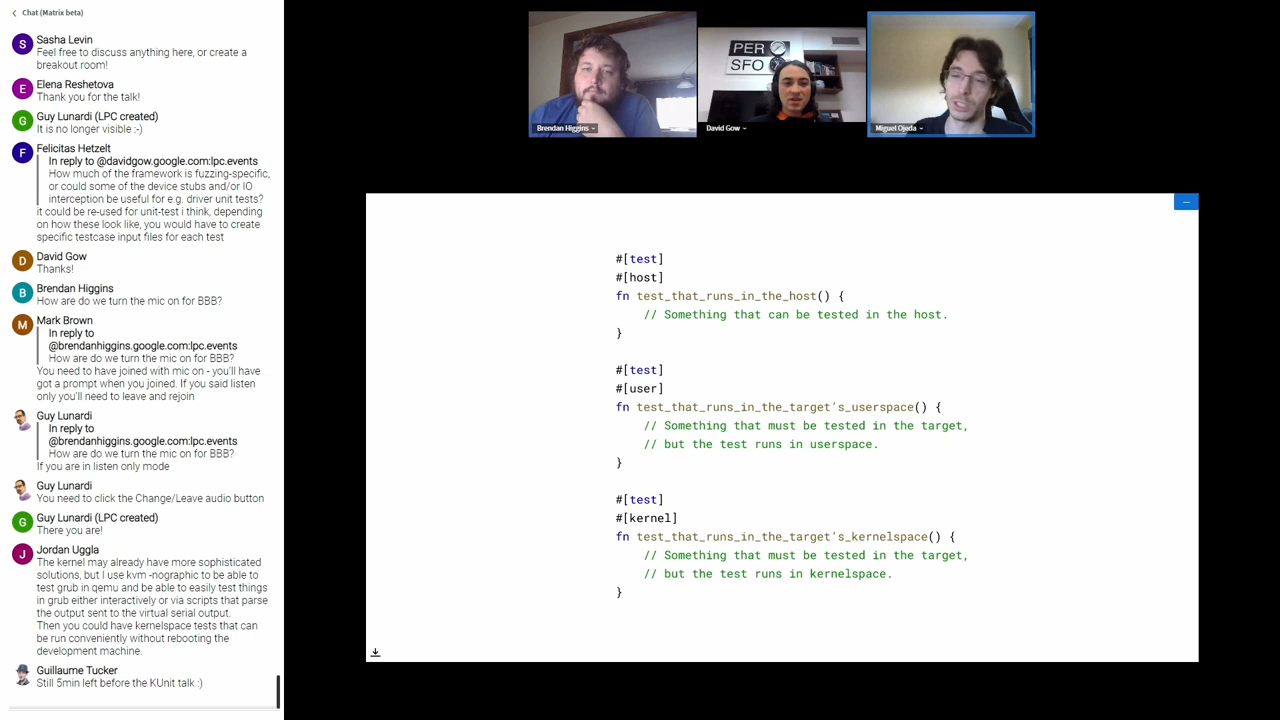 Chat (Matrix beta)
S
Sasha Levin
Feel free to discuss anything here, or create a
breakout room!
E
Elena Reshetova
Thank you for the talk!
G
Guy Lunardi (LPC created)
It is no longer visible :-)
F
Felicitas Hetzelt
In reply to @davidgow.google.com:lpc.events
How much of the framework is fuzzing-specific,
or could some of the device stubs and/or IO
interception be useful for e.g. driver unit tests?
it could be re-used for unit-test i think, depending
on how these look like, you would have to create
specific testcase input files for each test
D
David Gow
Thanks!
B
Brendan Higgins
How are do we turn the mic on for BBB?
M
Mark Brown
In reply to
@brendanhiggins.google.com:lpc.events
How are do we turn the mic on for BBB?
You need to have joined with mic on - you'll have
got a prompt when you joined. If you said listen
only you'll need to leave and rejoin
Guy Lunardi
In reply to
@brendanhiggins.google.com:lpc.events
How are do we turn the mic on for BBB?
If you are in listen only mode
Guy Lunardi
You need to click the Change/Leave audio button
G
Guy Lunardi (LPC created)
There you are!
J
Jordan Uggla
The kernel may already have more sophisticated
solutions, but I use kvm -nographic to be able to
test grub in qemu and be able to easily test things
in grub either interactively or via scripts that parse
the output sent to the virtual serial output.
Then you could have kernelspace tests that can
be run conveniently without rebooting the
development machine.
Guillaume Tucker
Still 5min left before the KUnit talk :)
Brendan Higgins
PER
SFO
David Gow
Miguel Ojeda
#[test]
#[host]
fn test_that_runs_in_the_host() {
// Something that can be tested in the host.
}
#[test]
#[user]
fn test_that_runs_in_the_target's_userspace() {
// Something that must be tested in the target,
// but the test runs in userspace.
}
#[test]
#[kernel]
fn test_that_runs_in_the_target's_kernelspace() {
// Something that must be tested in the target,
// but the test runs in kernelspace.
}